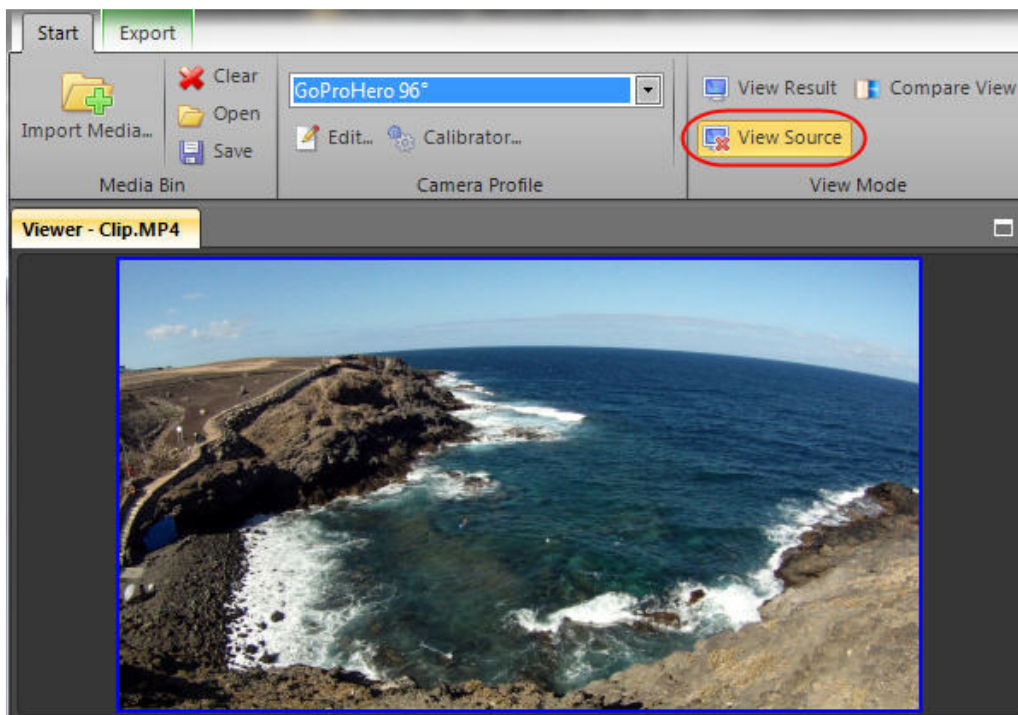 Start Export
Import Media...
Clear
Open
Save
Media Bin
GoProHero 96°
Edit... Calibrator...
Camera Profile
View Result Compare View
View Source
View Mode
Viewer - Clip.MP4